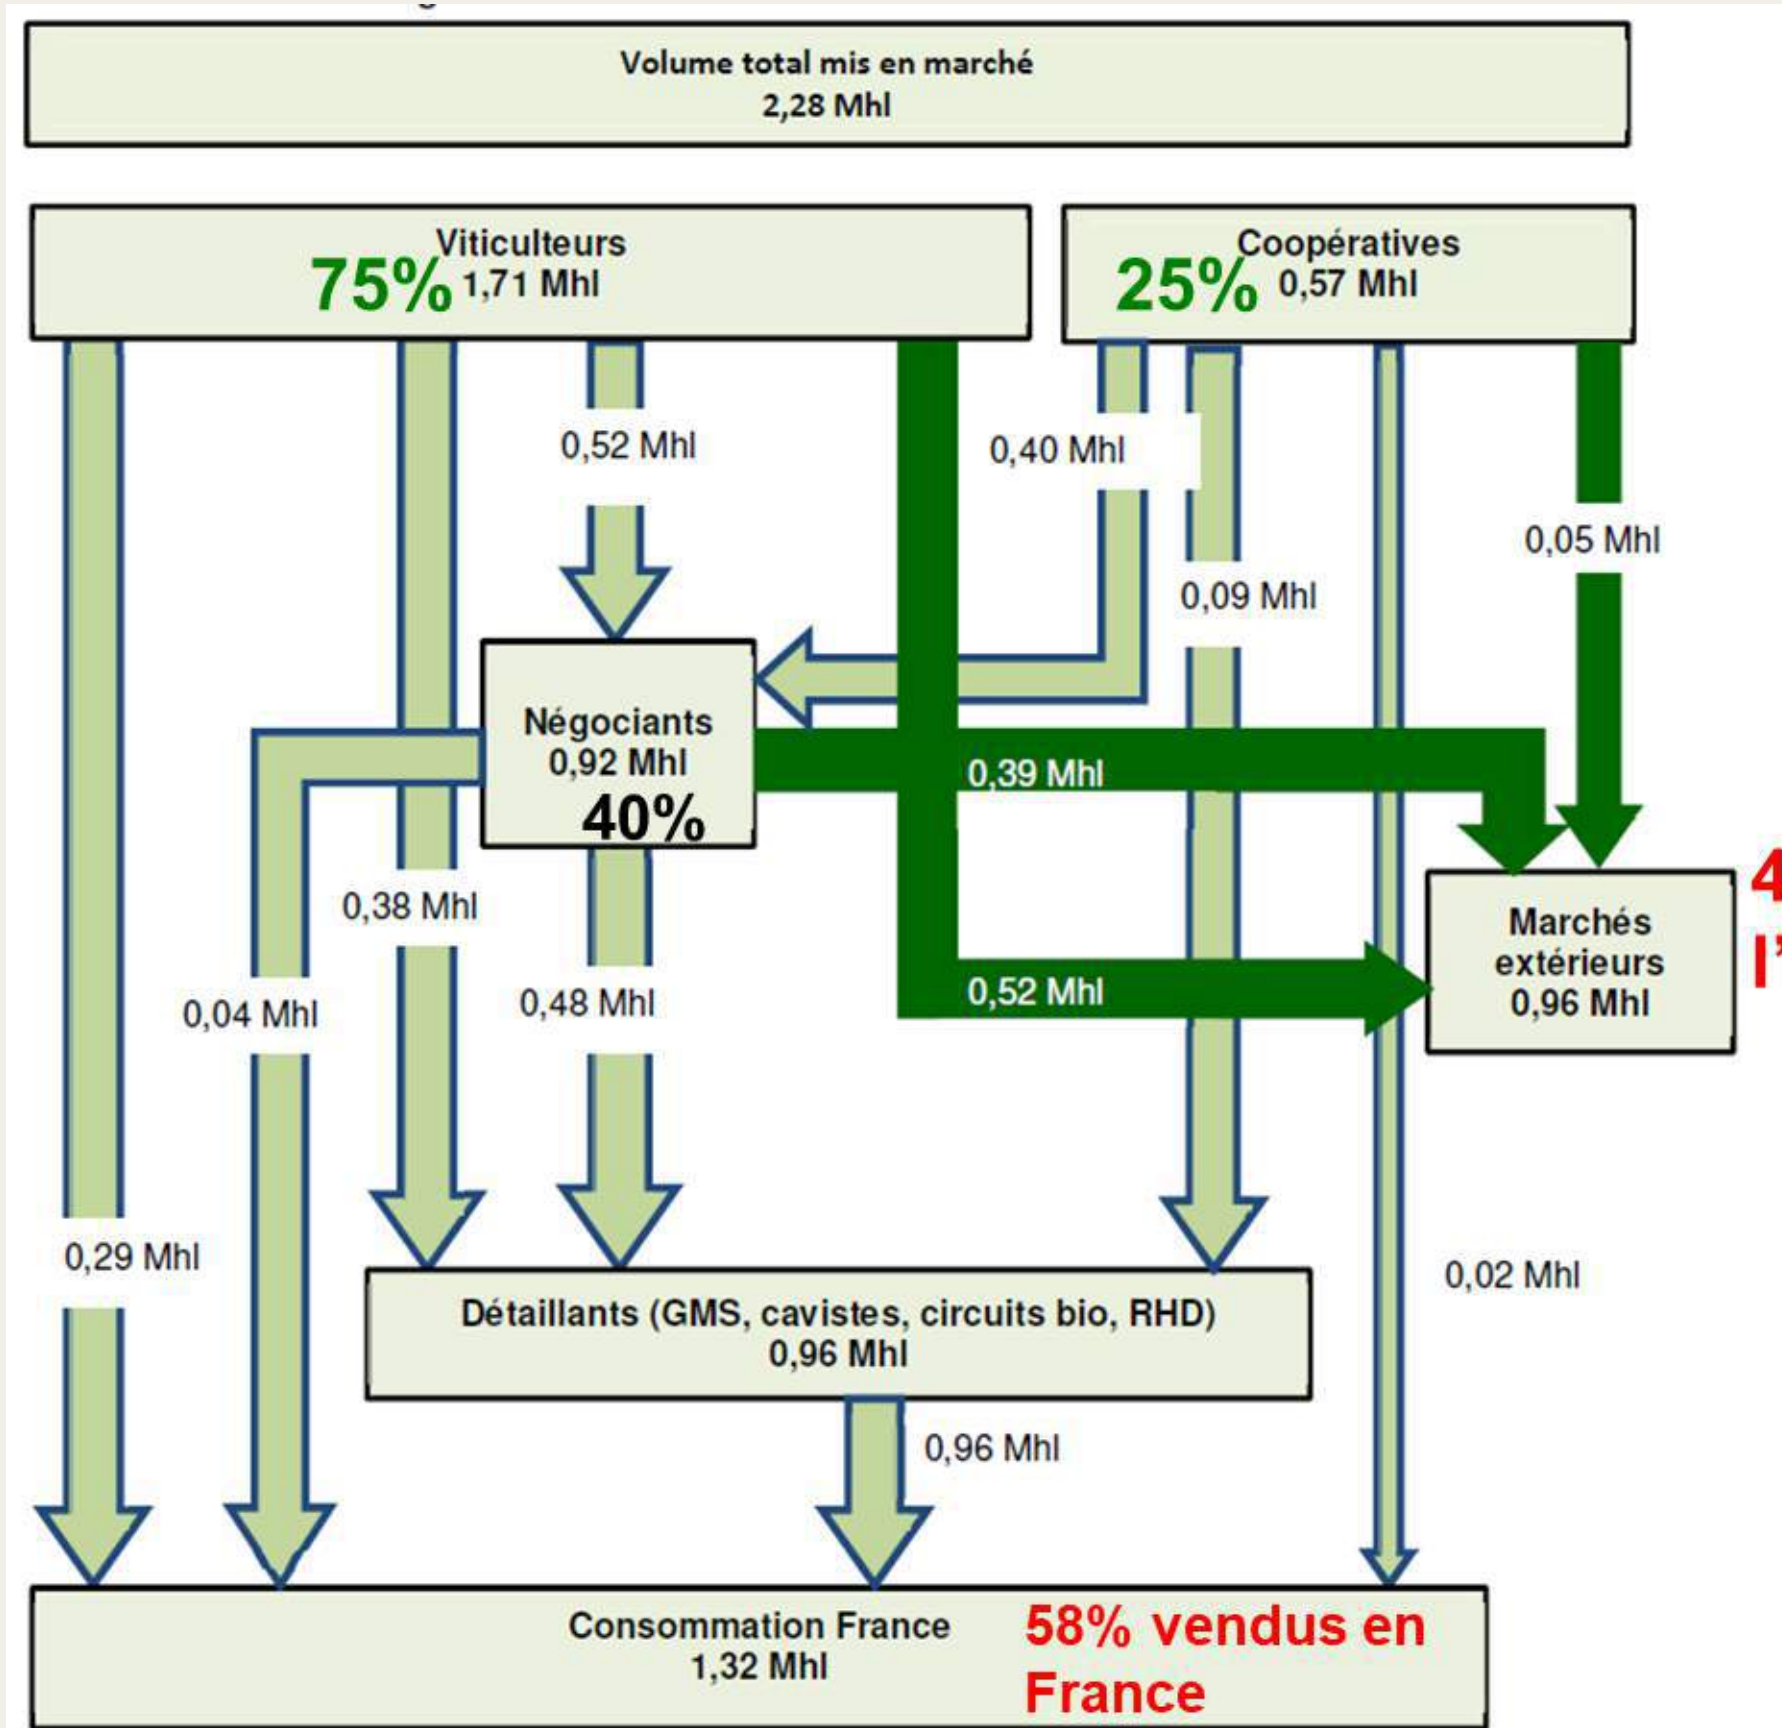 Volume total mis en marché
2,28 Mhl
Viticulteurs
75% 1,71 Mhl
Coopératives
25% 0,57 Mhl
0,52 Mhl
0,40 Mhl
0,05 Mhl
0,09 Mhl
Négociants
0,92 Mhl
40%
0,39 Mhl
0,38 Mhl
Marchés
extérieurs
0,96 Mhl
4
l'
0,04 Mhl
0,48 Mhl
0,52 Mhl
0,29 Mhl
0,02 Mhl
Détaillants (GMS, cavistes, circuits bio, RHD)
0,96 Mhl
0,96 Mhl
Consommation France
1,32 Mhl
58% vendus en
France